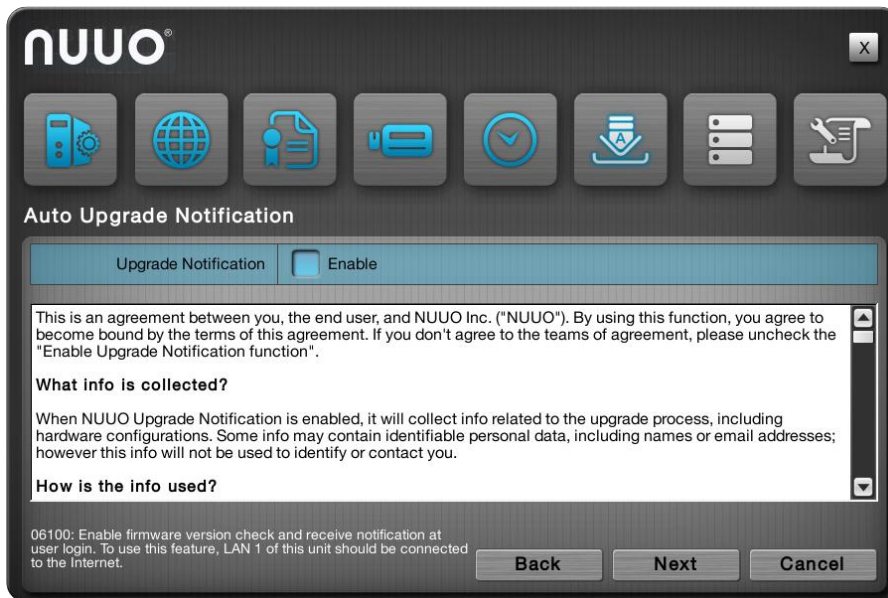 nuuo®
X
A
Auto Upgrade Notification
Upgrade Notification Enable
This is an agreement between you, the end user, and NUUO Inc. ("NUUO"). By using this function, you agree to
become bound by the terms of this agreement. If you don't agree to the teams of agreement, please uncheck the
"Enable Upgrade Notification function".
What info is collected?
When NUUO Upgrade Notification is enabled, it will collect info related to the upgrade process, including
hardware configurations. Some info may contain identifiable personal data, including names or email addresses;
however this info will not be used to identify or contact you.
How is the info used?
06100: Enable firmware version check and receive notification at
user login. To use this feature, LAN 1 of this unit should be connected
to the Internet.
Back Next Cancel